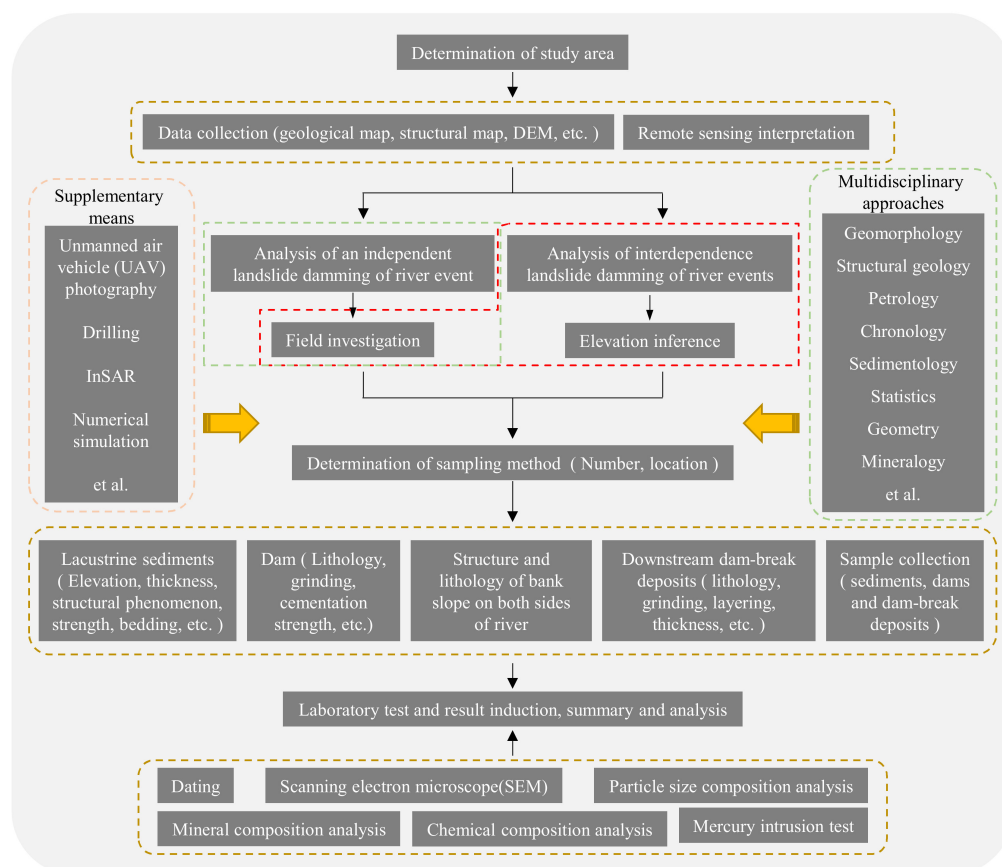 Determination of study area
Data collection (geological map, structural map, DEM, etc. )
Remote sensing interpretation
Supplementary
means
Unmanned air
vehicle (UAV)
photography
Drilling
InSAR
Numerical
simulation
et al.
Analysis of an independent
landslide damming of river event
Field investigation
Analysis of interdependence
landslide damming of river events
Elevation inference
Multidisciplinary
approaches
Geomorphology
Structural geology
Petrology
Chronology
Sedimentology
Statistics
Geometry
Mineralogy
et al.
Determination of sampling method ( Number, location )
Lacustrine sediments
( Elevation, thickness,
structural phenomenon,
strength, bedding, etc. )
Dam ( Lithology,
grinding,
cementation
strength, etc.)
Structure and
lithology of bank
slope on both sides
of river
Downstream dam-break
deposits ( lithology,
grinding, layering,
thickness, etc. )
Sample collection
( sediments, dams
and dam-break
deposits )
Laboratory test and result induction, summary and analysis
Dating
Scanning electron microscope(SEM)
Particle size composition analysis
Mineral composition analysis
Chemical composition analysis
Mercury intrusion test